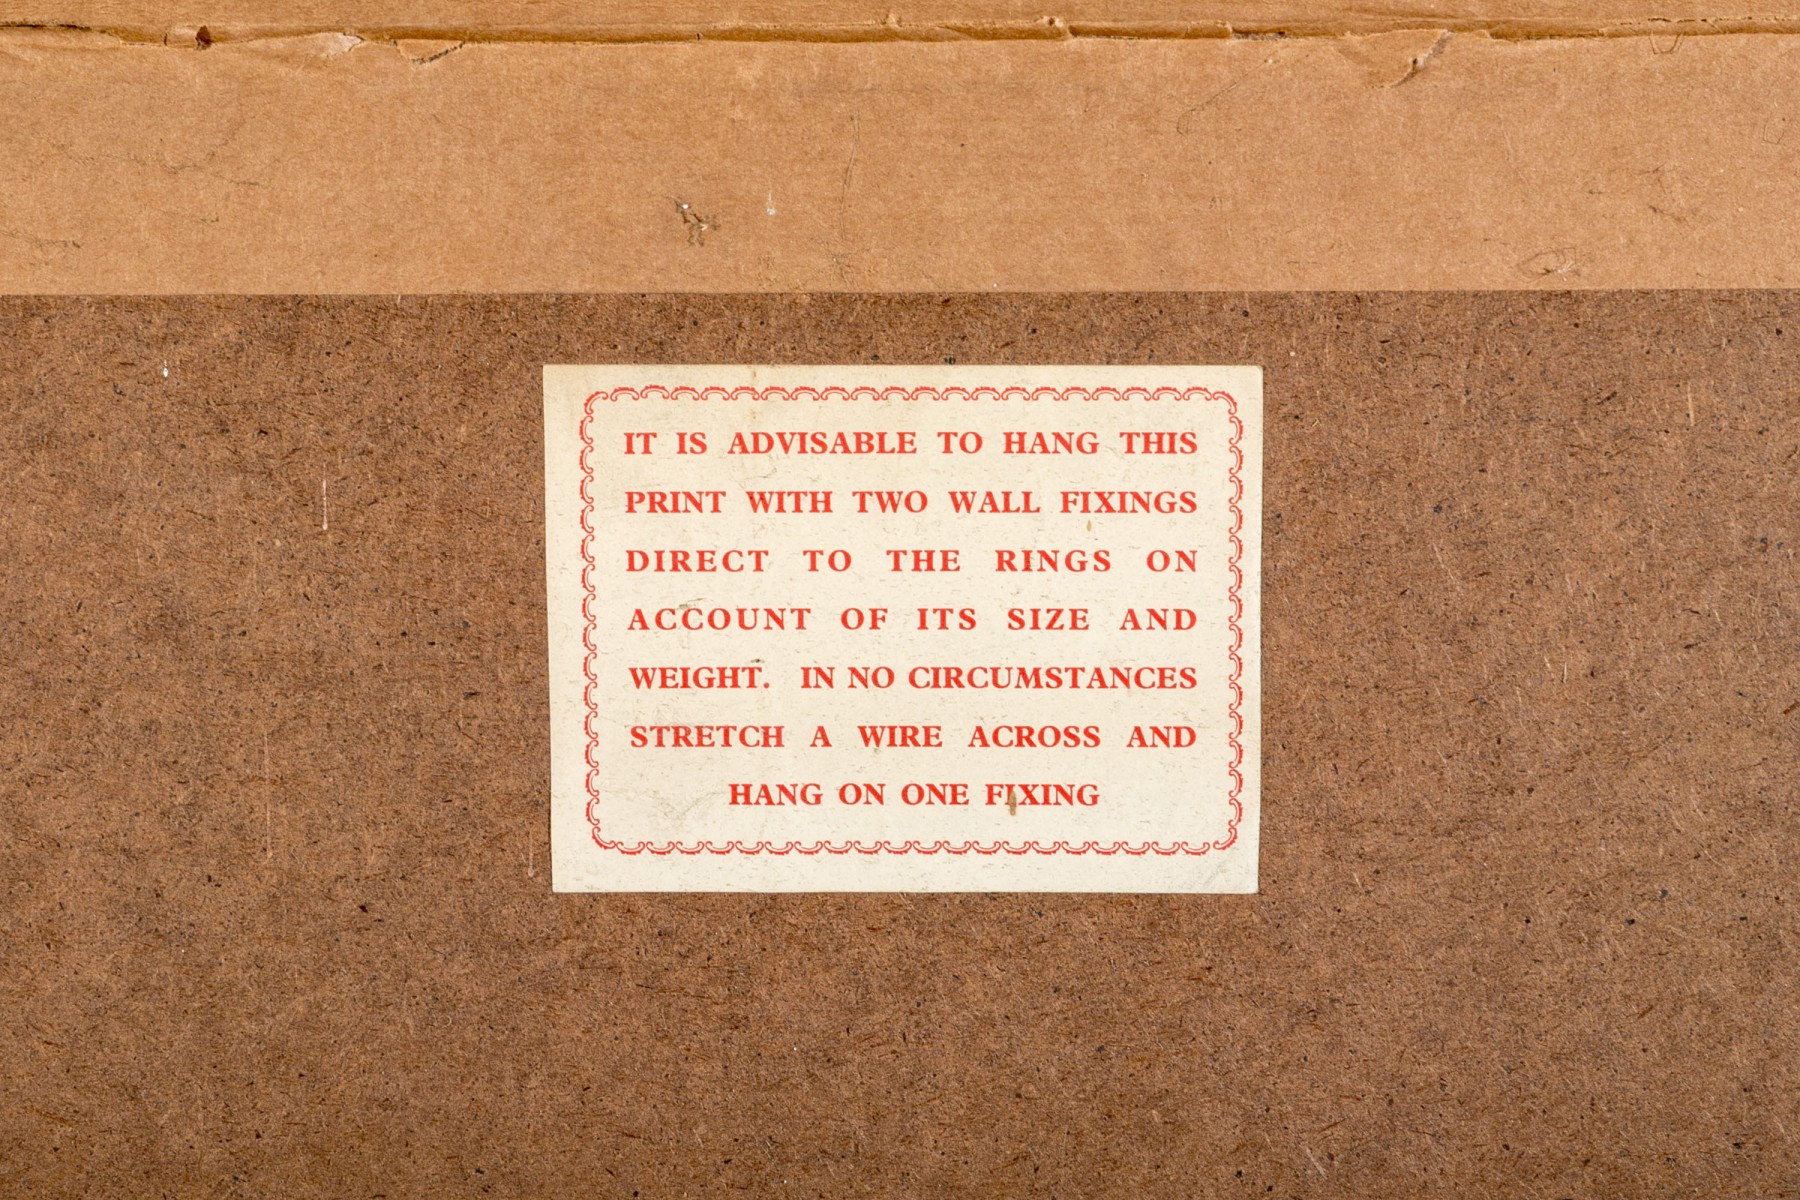 IT IS ADVISABLE TO HANG THIS
PRINT WITH TWO WALL FIXINGS
DIRECT TO THE RINGS ON
ACCOUNT OF ITS SIZE AND
WEIGHT. IN NO CIRCUMSTANCES
STRETCH A WIRE ACROSS AND
HANG ON ONE FIXING